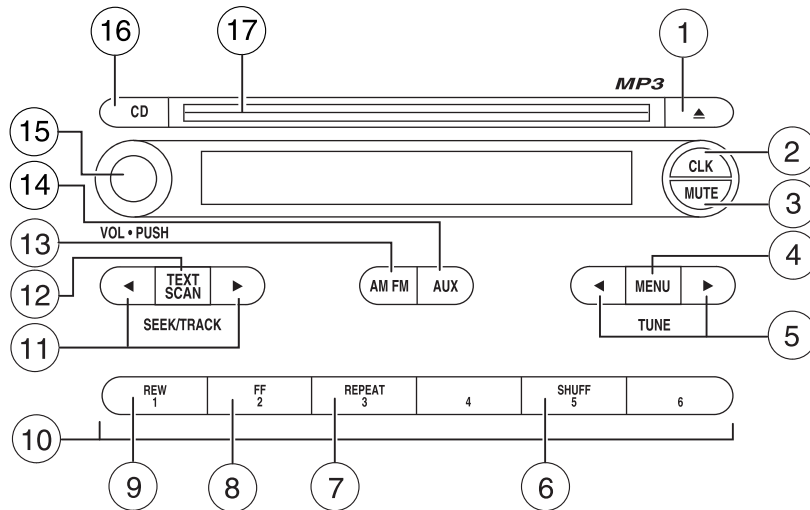 16
17
1
MP3
CD
15
2
CLK
14
MUTE
3
VOL • PUSH
13
4
12
TEXT
SCAN
AM FM
AUX
MENU
SEEK/TRACK
TUNE
11
5
REW
1
FF
2
REPEAT
3
4
SHUFF
5
6
10
9
8
7
6